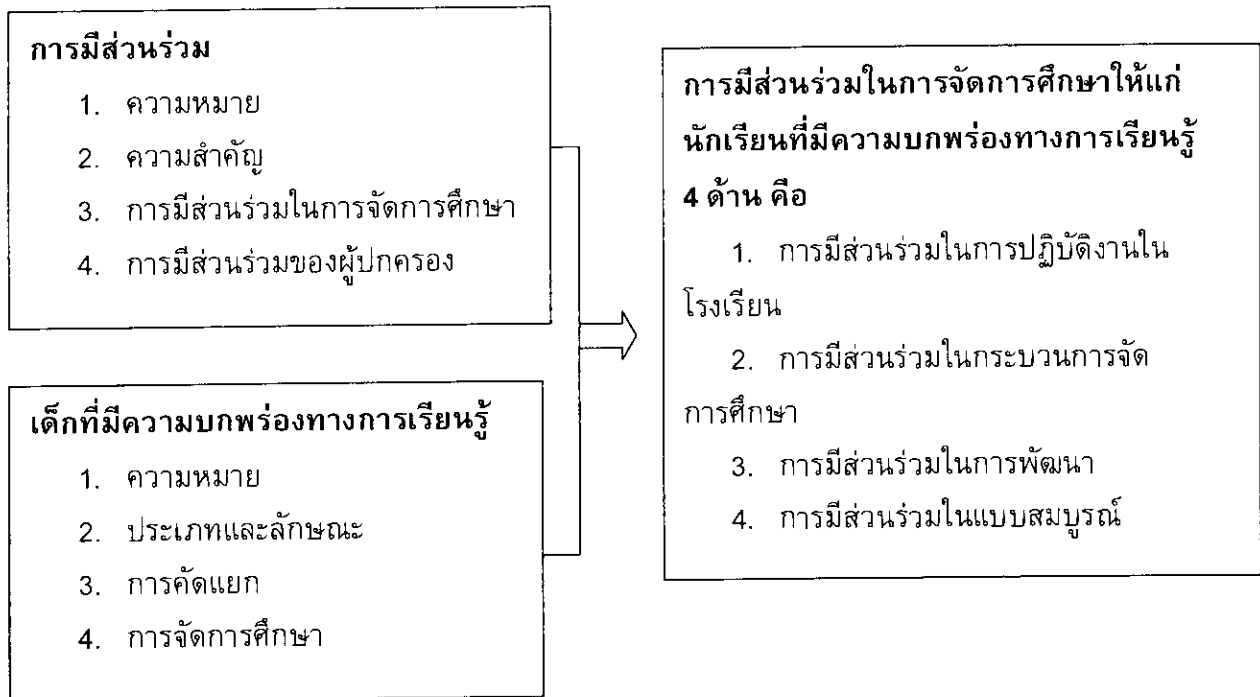 การมีส่วนร่วม
1. ความหมาย
2. ความสำคัญ
3. การมีส่วนร่วมในการจัดการศึกษา
4. การมีส่วนร่วมของผู้ปกครอง
เด็กที่มีความบกพร่องทางการเรียนรู้
1. ความหมาย
2. ประเภทและลักษณะ
3. การคัดแยก
4. การจัดการศึกษา
การมีส่วนร่วมในการจัดการศึกษาให้แก่
นักเรียนที่มีความบกพร่องทางการเรียนรู้
4 ด้าน คือ
1. การมีส่วนร่วมในการปฏิบัติงานใน
โรงเรียน
2. การมีส่วนร่วมในกระบวนการจัด
การศึกษา
3. การมีส่วนร่วมในการพัฒนา
4. การมีส่วนร่วมในแบบสมบูรณ์